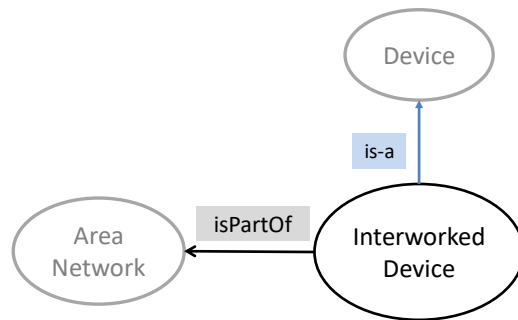 Device
is-a
isPartOf
Area
Network
Interworked
Device